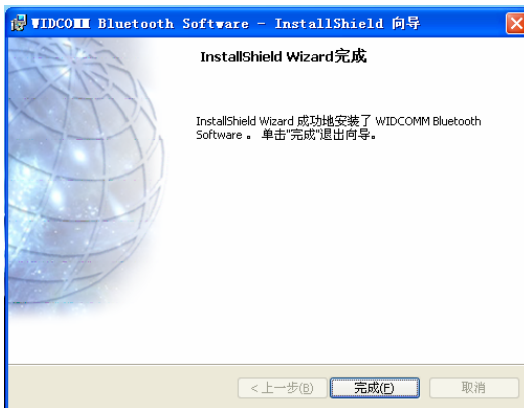 WIDCOMM Bluetooth Software - InstallShield 向导
InstallShield Wizard完成
InstallShield Wizard 成功地安装了 WIDCOMM Bluetooth
Software 。 单击"完成"退出向导。
<上一步(B) 完成(F) 取消